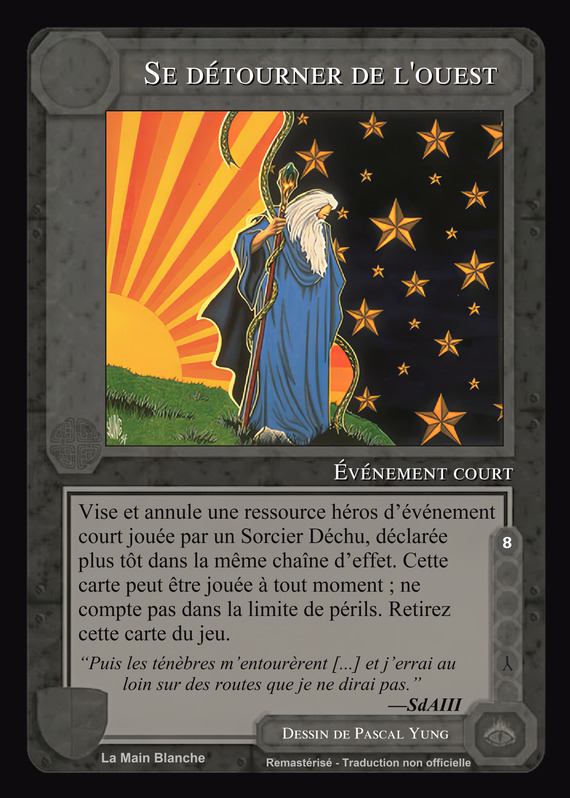 Se détourner de l'ouest
Événement court
Vise et annule une ressource héros d'événement
court jouée par un Sorcier Déchu, déclarée
plus tôt dans la même chaîne d'effet. Cette
carte peut être jouée à tout moment ; ne
compte pas dans la limite de périls. Retirez
cette carte du jeu.
8
“Puis les ténèbres m'entourèrent [...] et j'errai au
loin sur des routes que je ne dirai pas.”
—SdAIII
Dessin de Pascal Yung
La Main Blanche
Remastérisé - Traduction non officielle